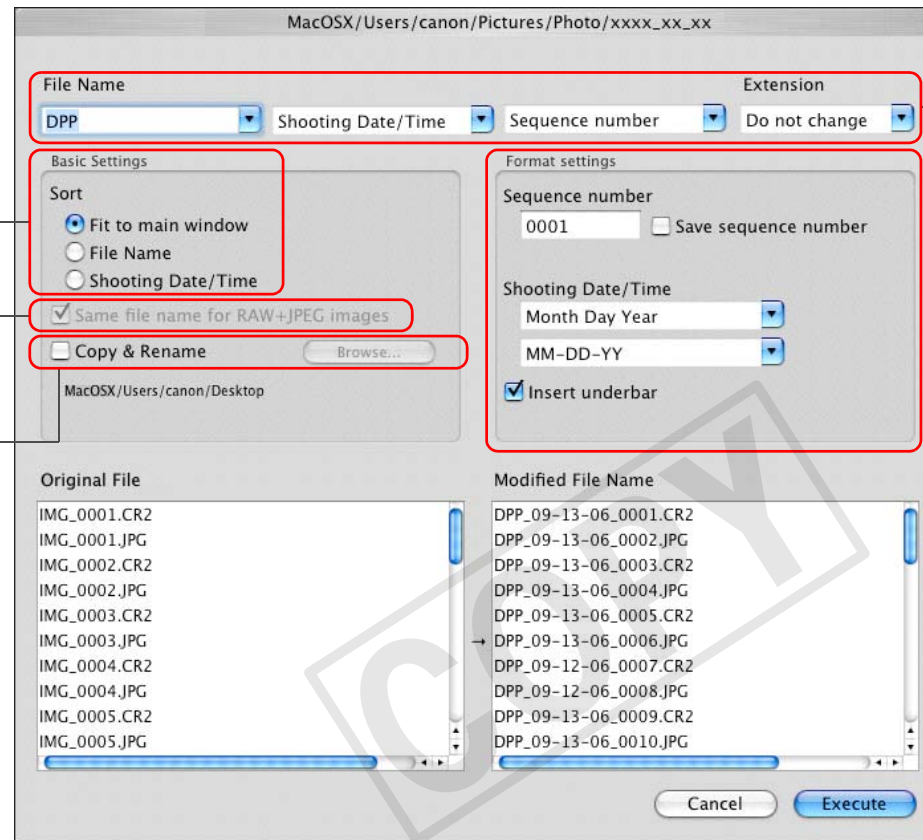 MacOSX/Users/canon/Pictures/Photo/xxxx_xx_xx
File Name
Extension
DPP
Shooting Date/Time
Sequence number
Do not change
Basic Settings
Sort
Fit to main window
File Name
Shooting Date/Time
Same file name for RAW+JPEG images
Copy & Rename
Browse...
MacOSX/Users/canon/Desktop
Format settings
Sequence number
0001
Save sequence number
Shooting Date/Time
Month Day Year
MM-DD-YY
Insert underbar
Original File
IMG_0001.CR2
IMG_0001.JPG
IMG_0002.CR2
IMG_0002.JPG
IMG_0003.CR2
IMG_0003.JPG
IMG_0004.CR2
IMG_0004.JPG
IMG_0005.CR2
IMG_0005.JPG
Modified File Name
DPP_09-13-06_0001.CR2
DPP_09-13-06_0002.JPG
DPP_09-13-06_0003.CR2
DPP_09-13-06_0004.JPG
DPP_09-13-06_0005.CR2
→ DPP_09-13-06_0006.JPG
DPP_09-12-06_0007.CR2
DPP_09-12-06_0008.JPG
DPP_09-13-06_0009.CR2
DPP_09-13-06_0010.JPG
COPY
Cancel
Execute